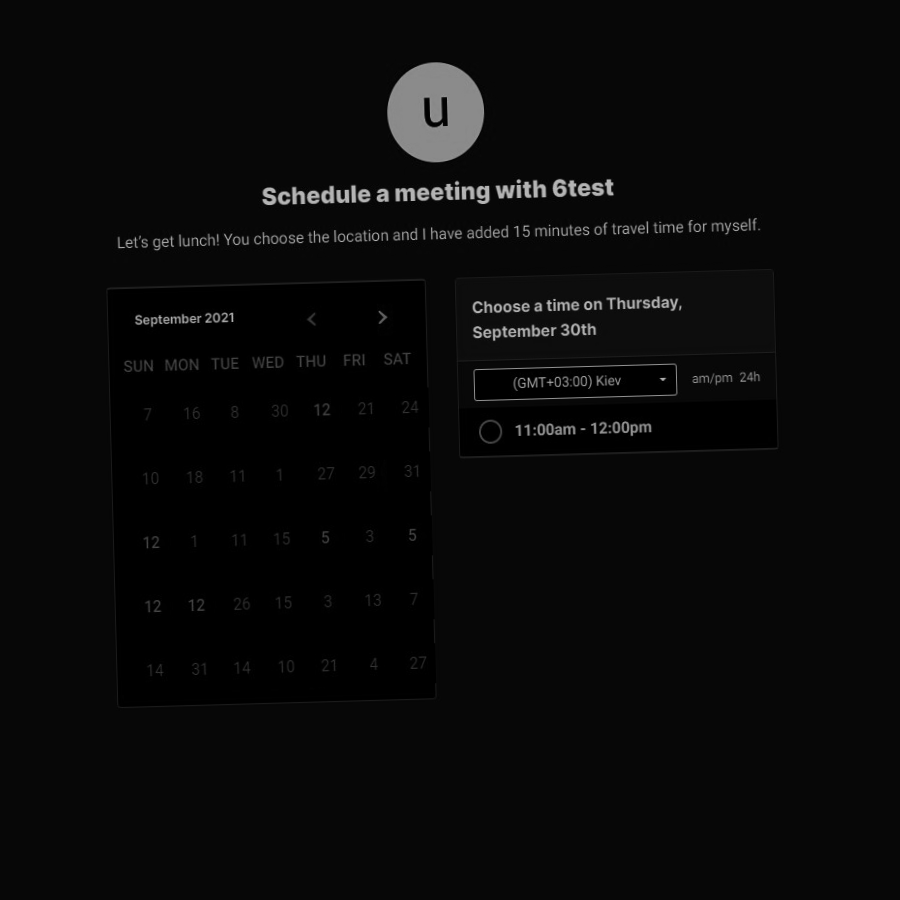 u
Schedule a meeting with 6test
Let's get lunch! You choose the location and I have added 15 minutes of travel time for myself.
September 2021
SUN MON TUE WED THU FRI SAT
7 16 8 30 12 21 24
10 18 11 1 27 29 31
12 1 11 15 5 3 5
12 12 26 15 3 13 7
14 31 14 10 21 4 27
Choose a time on Thursday,
September 30th
(GMT+03:00) Kiev am/pm 24h
11:00am - 12:00pm